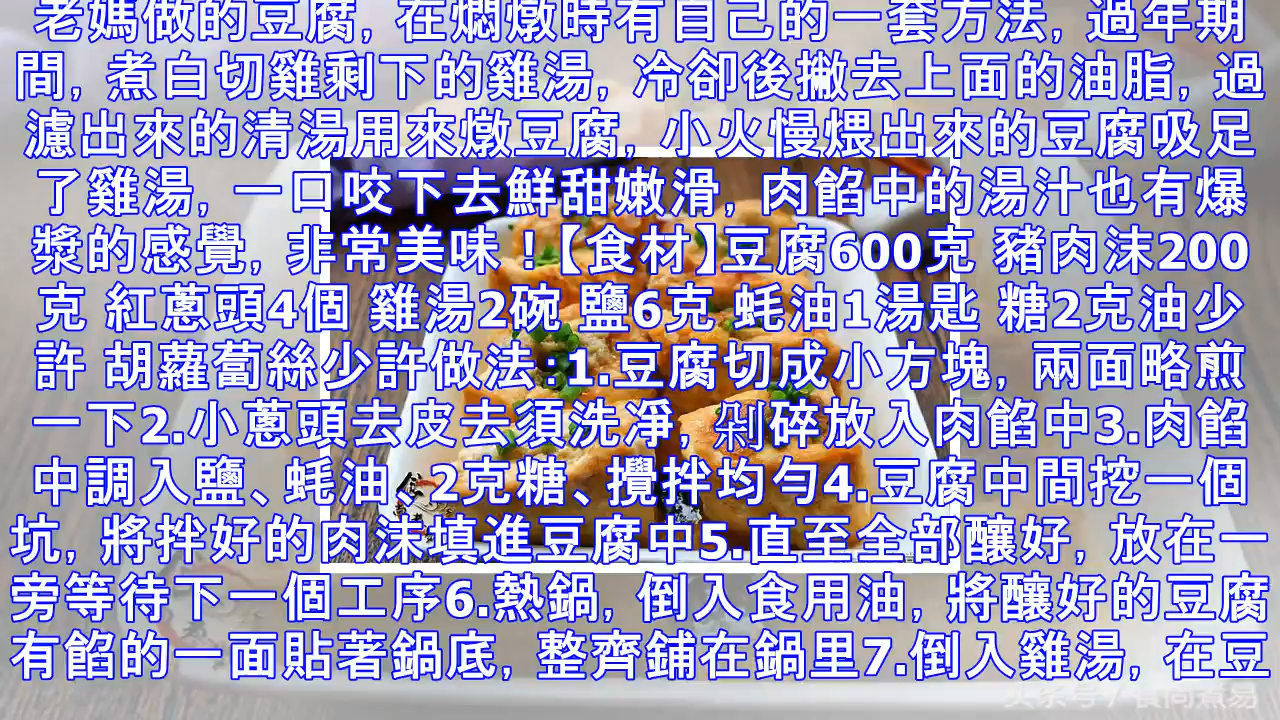 老媽做的豆腐, 在燜燉時有自己的一套方法, 過年期
間, 煮白切雞剩下的雞湯, 冷卻後撇去上面的油脂, 過
濾出來的清湯用來燉豆腐, 小火慢煨出來的豆腐吸足
了雞湯, 一口咬下去鮮甜嫩滑, 肉餡中的湯汁也有爆
漿的感覺, 非常美味！【食材】豆腐600克 豬肉沫200
克 紅蔥頭4個 雞湯2碗 鹽6克 蚝油1湯匙 糖2克油少
許 胡蘿蔔絲少許做法:1.豆腐切成小方塊, 兩面略煎
一下2.小蔥頭去皮去須洗淨, 剁碎放入肉餡中3.肉餡
中調入鹽、蚝油、2克糖、攪拌均勻4.豆腐中間挖一個
坑, 將拌好的肉沫填進豆腐中5.直至全部釀好, 放在一
旁等待下一個工序6.熱鍋, 倒入食用油, 將釀好的豆腐
有餡的一面貼著鍋底, 整齊鋪在鍋里7.倒入雞湯, 在豆
头条号 / 食尚煮易